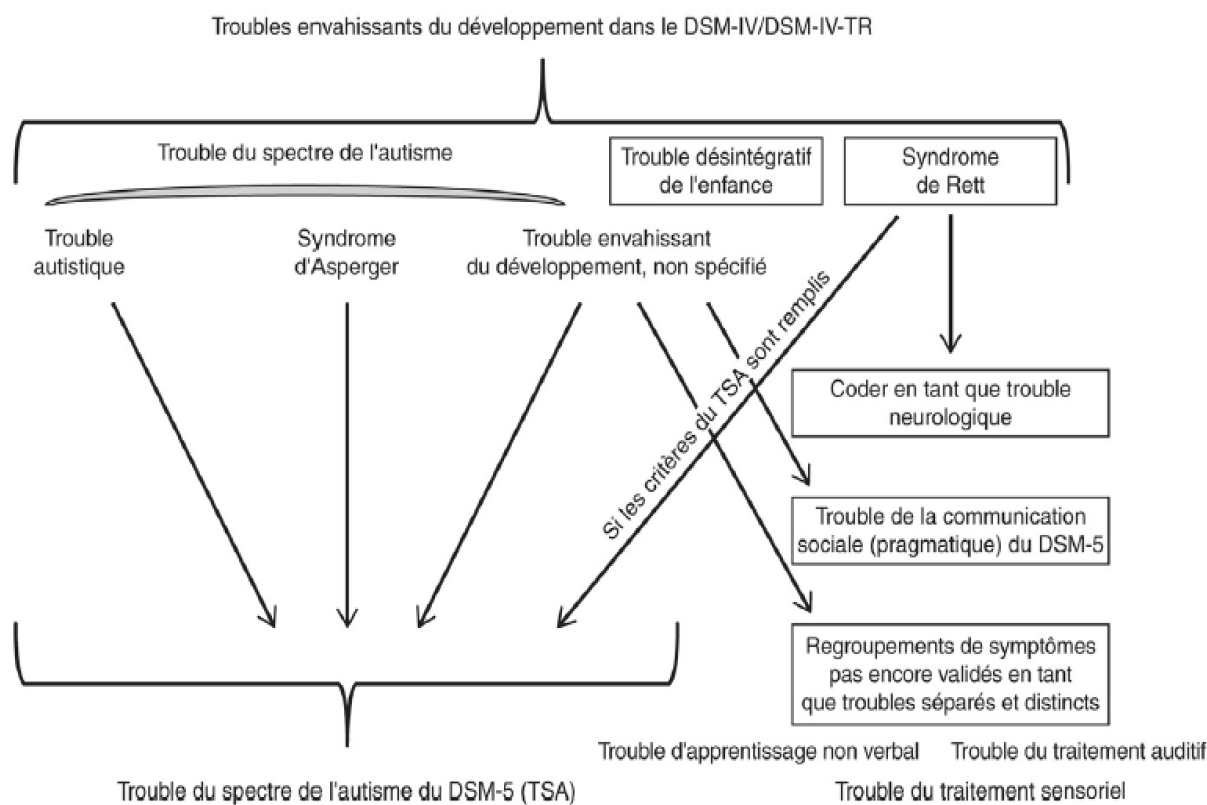 Troubles envahissants du développement dans le DSM-IV/DSM-IV-TR
Trouble du spectre de l'autisme
Trouble désintégratif
de l'enfance
Syndrome
de Rett
Trouble
autistique
Syndrome
d'Asperger
Trouble envahissant
du développement, non spécifié
Si les critères du TSA sont remplis
Coder en tant que trouble
neurologique
Trouble de la communication
sociale (pragmatique) du DSM-5
Regroupements de symptômes
pas encore validés en tant
que troubles séparés et distincts
Trouble d'apprentissage non verbal
Trouble du traitement auditif
Trouble du spectre de l'autisme du DSM-5 (TSA)
Trouble du traitement sensoriel